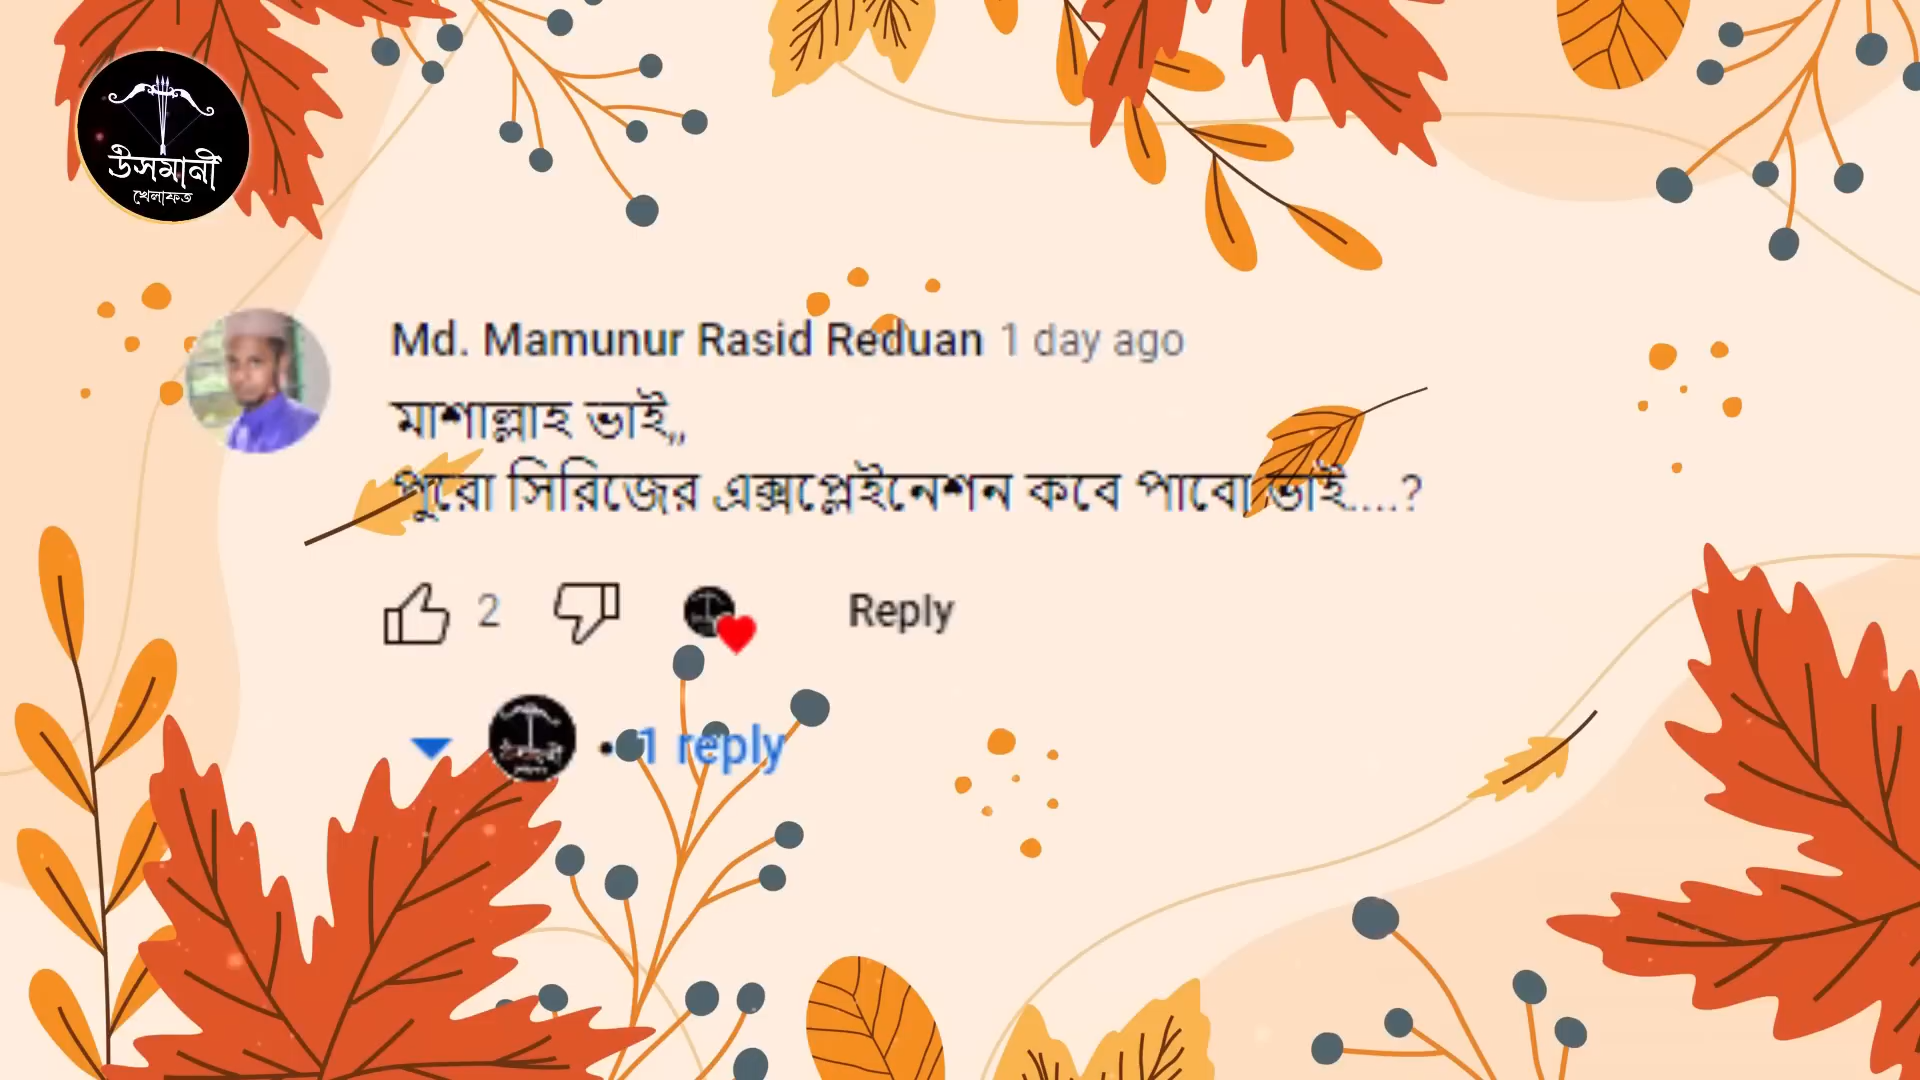 উসমানী
খেলাফত
Md. Mamunur Rasid Reduan 1 day ago
মাশাল্লাহ ভাই,,
পুরো সিরিজের এক্সপ্লেইনেশন কবে পাবো ভাই....?
2 Reply
• 1 reply